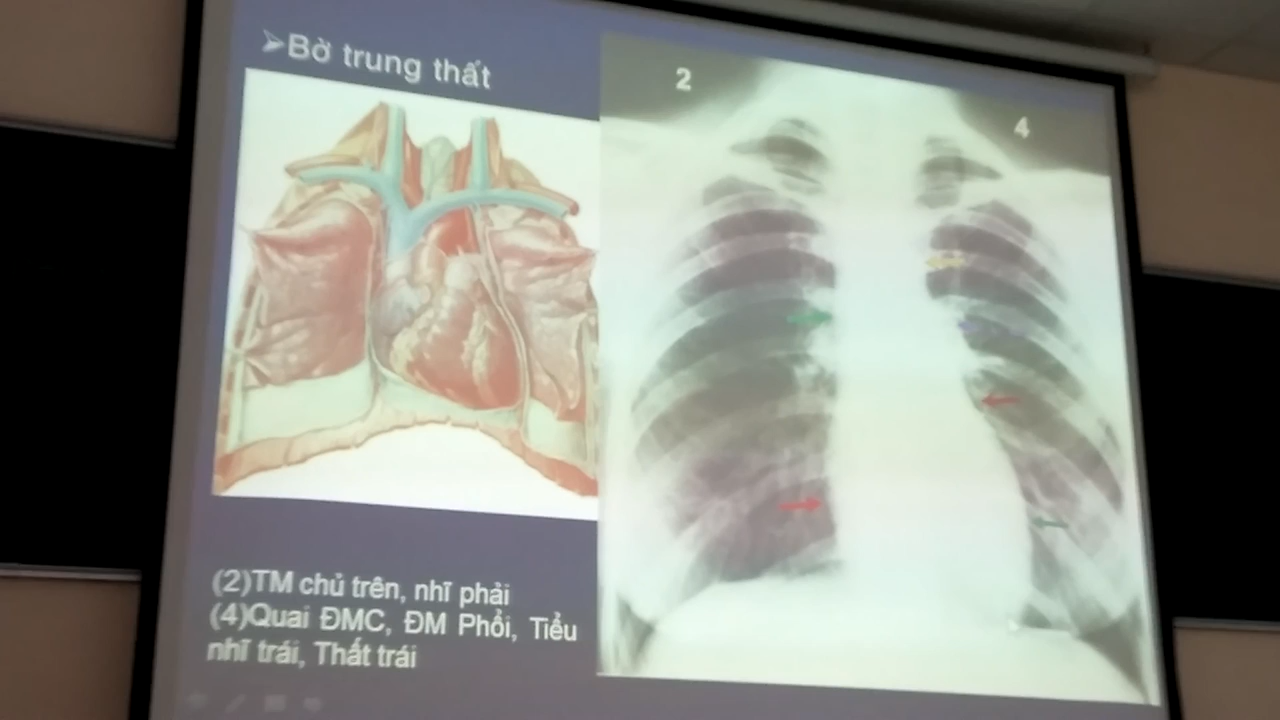 ➢Bờ trung thất
2
4
(2)TM chủ trên, nhĩ phải
(4)Quai ĐMC, ĐM Phổi, Tiểu
nhĩ trái, Thất trái